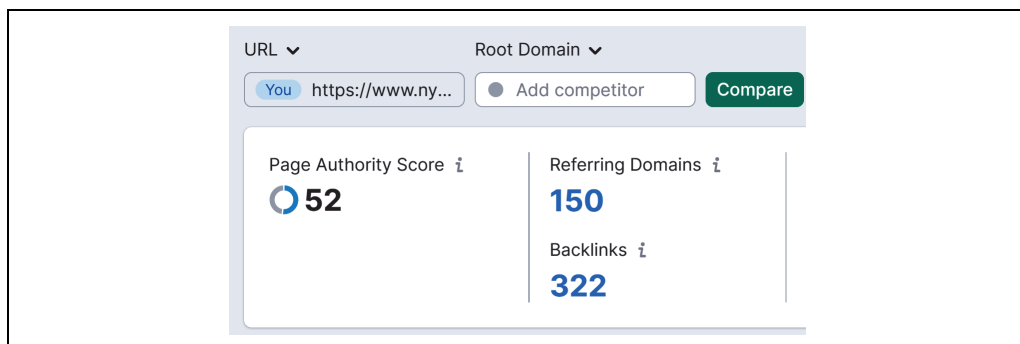 URL Root Domain
You https://www.ny... Add competitor Compare
Page Authority Score i Referring Domains i
52 150
Backlinks i
322